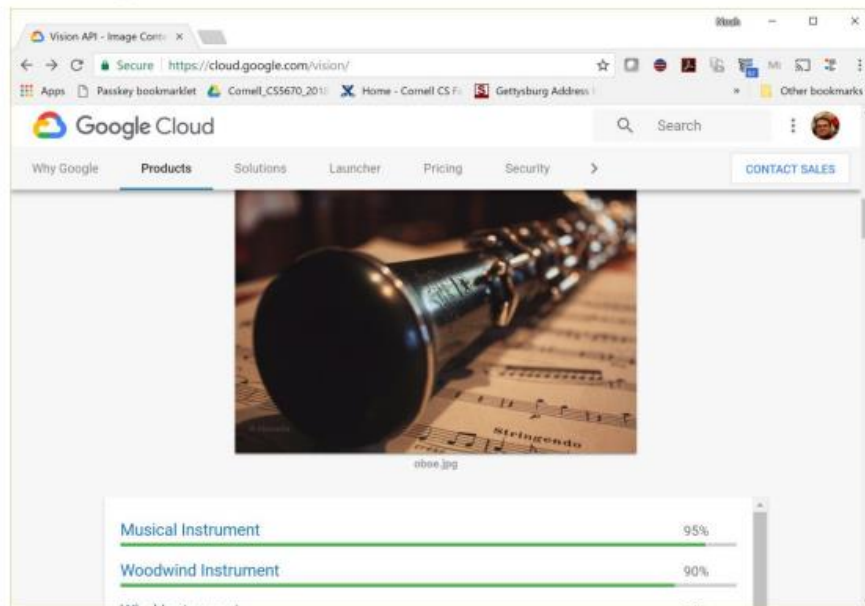 Vision API - Image Conte
Secure https://cloud.google.com/vision/
Apps Passkey bookmarklet Cornell_CS5670_201 Home - Cornell CS Gettysburg Address Other bookmarks
Google Cloud Search
Why Google Products Solutions Launcher Pricing Security > CONTACT SALES
Stringendo
oboe.jpg
Musical Instrument 95%
Woodwind Instrument 90%